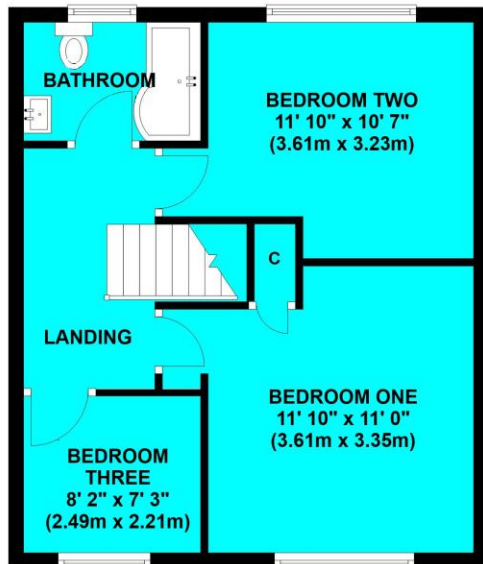 BATHROOM
BEDROOM TWO
11' 10" x 10' 7"
(3.61m x 3.23m)
C
LANDING
BEDROOM ONE
11' 10" x 11' 0"
(3.61m x 3.35m)
BEDROOM
THREE
8' 2" x 7' 3"
(2.49m x 2.21m)